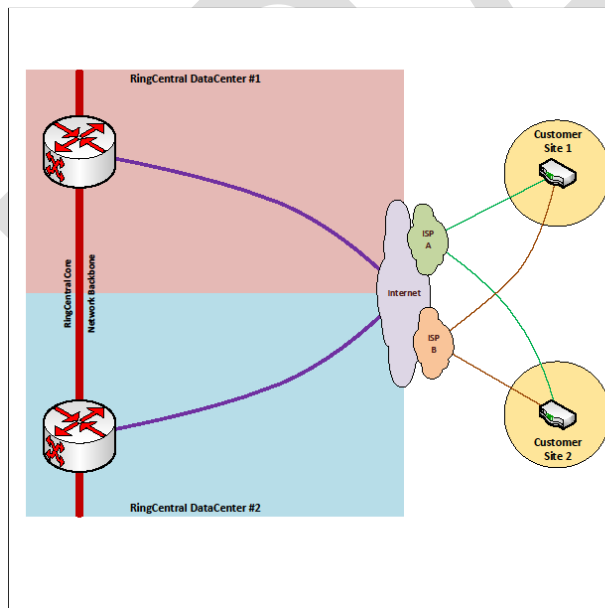 RingCentral DataCenter #1
Customer
Site 1
ISP
A
RingCentral Core
Network Backbone
Internet
ISP
B
Customer
Site 2
RingCentral DataCenter #2